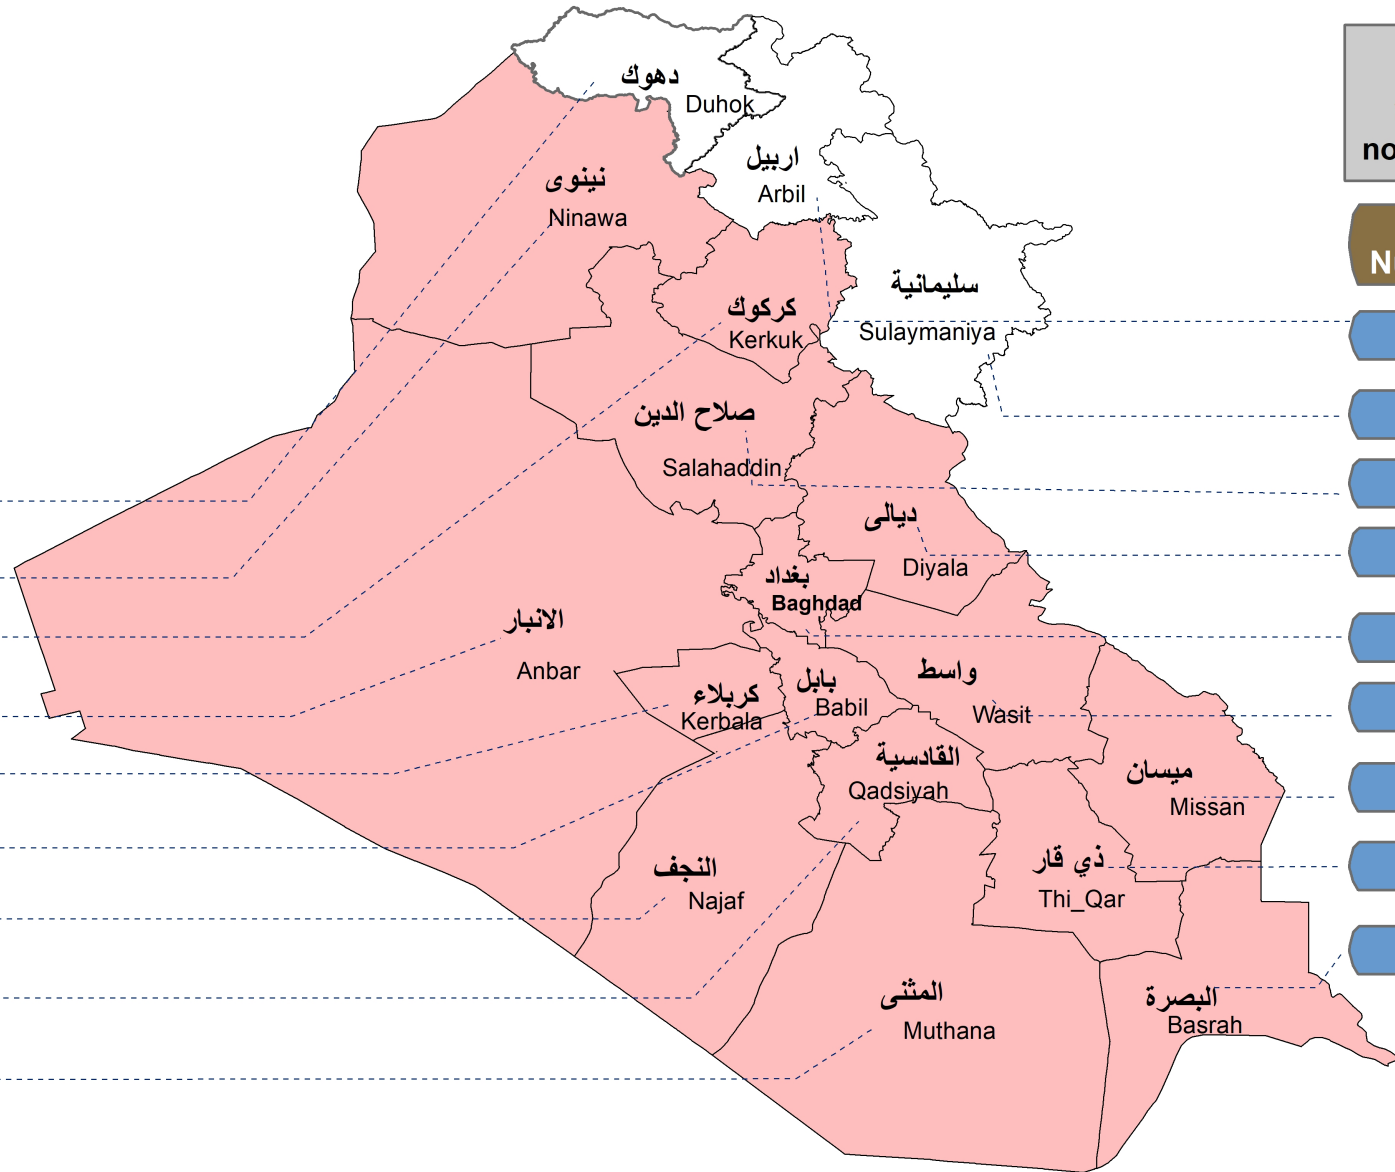 دهوك
Duhok
no
اربيل
Arbil
نينوى
Ninawa
N
سليمانية
Sulaymaniya
كركوك
Kerkuk
صلاح الدين
Salahaddin
ديالى
Diyala
بغداد
Baghdad
الانبار
Anbar
واسط
Wasit
بابل
Babil
كربلاء
Kerbala
القادسية
Qadsiyah
ميسان
Missan
النجف
Najaf
ذي قار
Thi_Qar
المثنى
Muthana
البصرة
Basrah